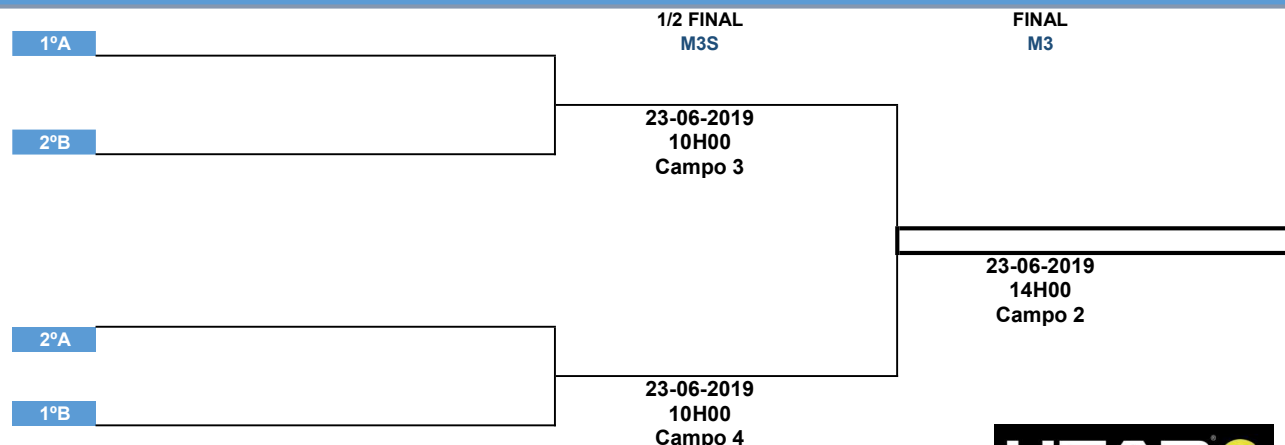 1/2 FINAL
FINAL
1ºA
M3S
M3
23-06-2019
10H00
Campo 3
2ºB
23-06-2019
14H00
Campo 2
2ºA
23-06-2019
10H00
Campo 4
1ºB